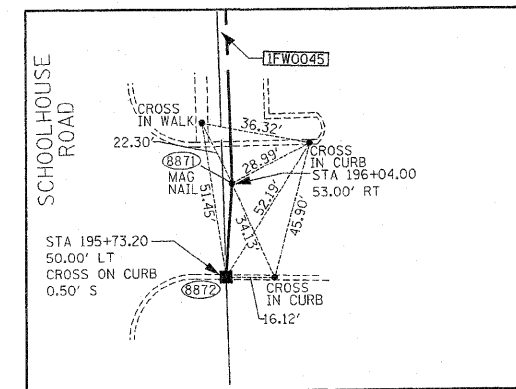 1FW0045
SCHOOLHOUSE
ROAD
CROSS
IN WALK
36.32'
22.30'
CROSS
IN CURB
8871
28.99'
MAG
NAIL
STA 196+04.00
53.00' RT
51.45'
52.19'
34.13'
45.90'
STA 195+73.20
50.00' LT
CROSS ON CURB
0.50' S
8872
CROSS
IN CURB
16.12'